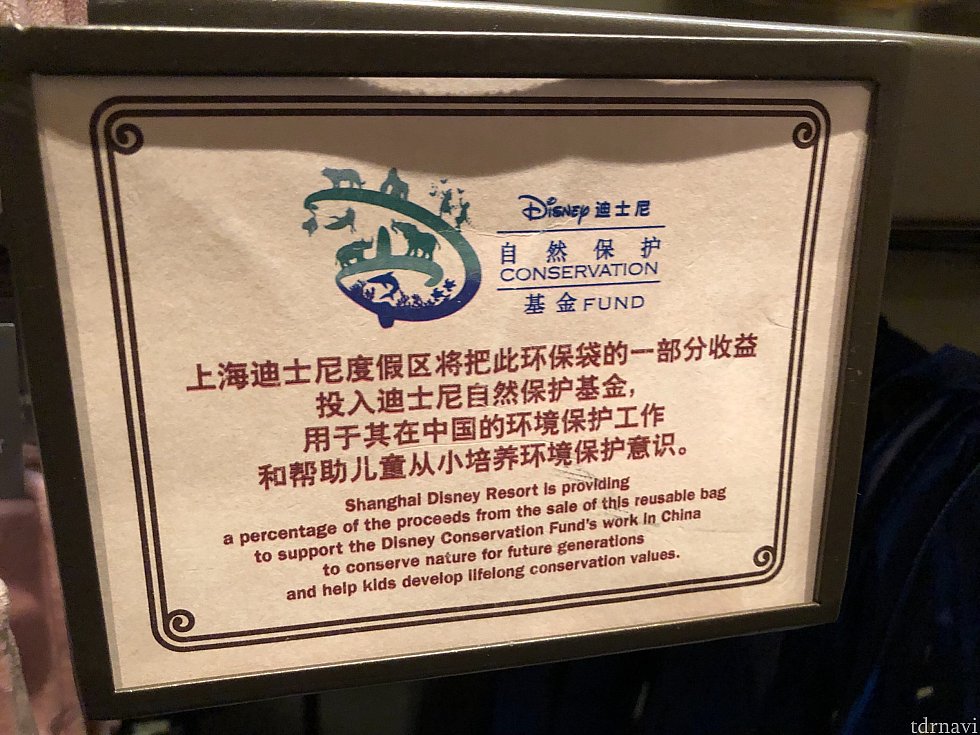 Disney 迪士尼
自然保护
CONSERVATION
基金 FUND
上海迪士尼度假区将把此环保袋的一部分收益
投入迪士尼自然保护基金,
用于其在中国的环境保护工作
和帮助儿童从小培养环境保护意识。
Shanghai Disney Resort is providing
a percentage of the proceeds from the sale of this reusable bag
to support the Disney Conservation Fund's work in China
to conserve nature for future generations
and help kids develop lifelong conservation values.
tdrnavi